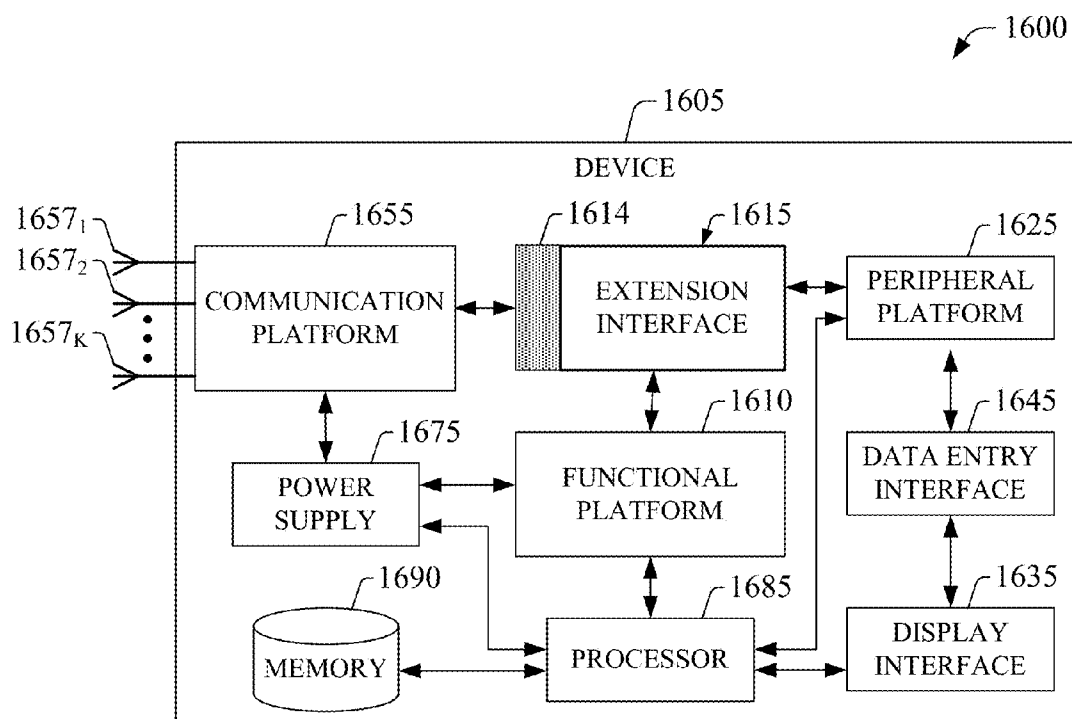 1600
1605
DEVICE
1657₁
1655
1614
1615
1625
1657₂
COMMUNICATION
PLATFORM
EXTENSION
INTERFACE
PERIPHERAL
PLATFORM
1657K
1675
1610
1645
POWER
SUPPLY
FUNCTIONAL
PLATFORM
DATA ENTRY
INTERFACE
1690
1685
1635
MEMORY
PROCESSOR
DISPLAY
INTERFACE